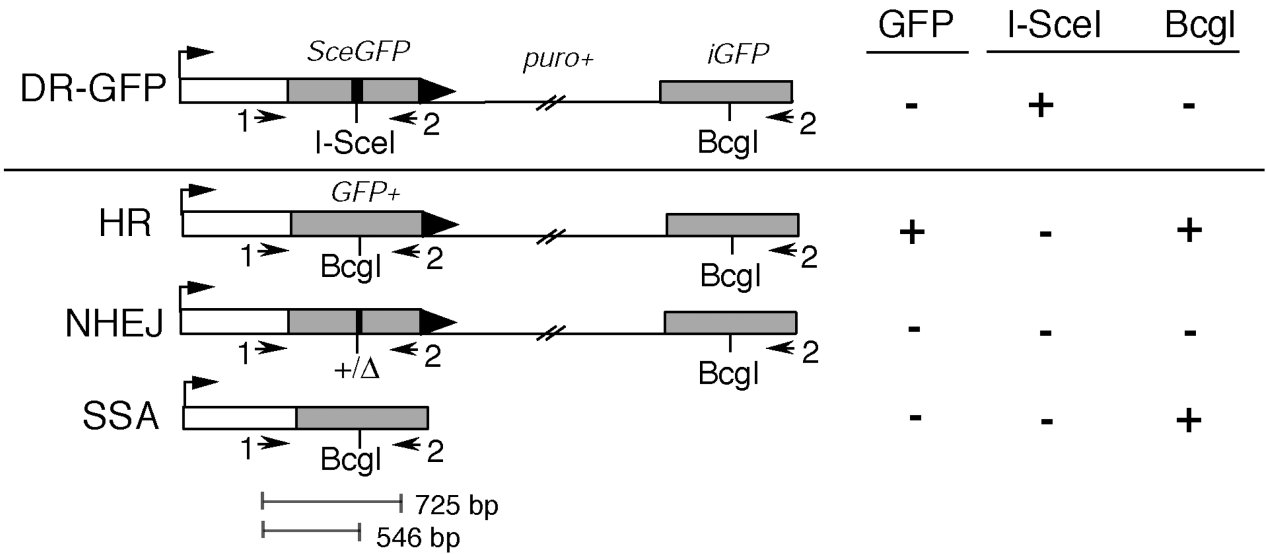 GFP I-SceI BcgI
SceGFP puro+ iGFP
DR-GFP - + -
1 2 2
I-SceI BcgI
GFP+
HR + - +
1 2 2
BcgI BcgI
NHEJ - - -
1 2 2
+/Δ BcgI
SSA - - +
1 2
BcgI
725 bp
546 bp